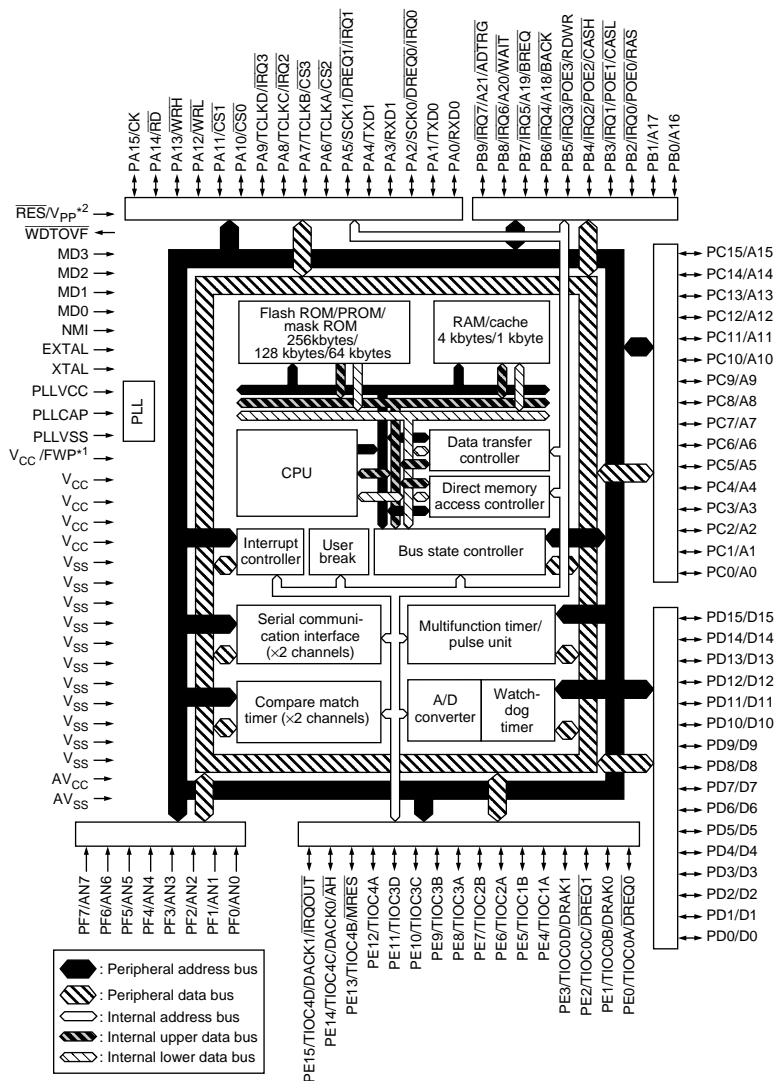 PA15/CK
PA14/RD
PA13/WRH
PA12/WRL
PA11/CS1
PA10/CS0
PA9/TCLKD/IRQ3
PA8/TCLKC/IRQ2
PA7/TCLKB/CS3
PA6/TCLKA/CS2
PA5/SCK1/DREQ1/IRQ1
PA4/TXD1
PA3/RXD1
PA2/SCK0/DREQ0/IRQ0
PA1/TXD0
PA0/RXD0
PB9/IRQ7/A21/ADTRG
PB8/IRQ6/A20/WAIT
PB7/IRQ5/A19/BREQ
PB6/IRQ4/A18/BACK
PB5/IRQ3/POE3/RDWR
PB4/IRQ2/POE2/CASH
PB3/IRQ1/POE1/CASL
PB2/IRQ0/POE0/RAS
PB1/A17
PB0/A16
RES/VPP*2
WDTOVF
MD3
MD2
MD1
MD0
NMI
EXTAL
XTAL
PLLVCC
PLLCAP
PLLVSS
VCC/FWP*1
VCC
VCC
VCC
VCC
VSS
VSS
VSS
VSS
VSS
VSS
VSS
VSS
VSS
VSS
VSS
AVCC
AVSS
PLL
Flash ROM/PROM/
mask ROM
256kbytes/
128 kbytes/64 kbytes
RAM/cache
4 kbytes/1 kbyte
CPU
Data transfer
controller
Direct memory
access controller
Interrupt
controller
User
break
Bus state controller
Serial communi-
cation interface
(×2 channels)
Multifunction timer/
pulse unit
Compare match
timer (×2 channels)
A/D
converter
Watch-
dog
timer
PC15/A15
PC14/A14
PC13/A13
PC12/A12
PC11/A11
PC10/A10
PC9/A9
PC8/A8
PC7/A7
PC6/A6
PC5/A5
PC4/A4
PC3/A3
PC2/A2
PC1/A1
PC0/A0
PD15/D15
PD14/D14
PD13/D13
PD12/D12
PD11/D11
PD10/D10
PD9/D9
PD8/D8
PD7/D7
PD6/D6
PD5/D5
PD4/D4
PD3/D3
PD2/D2
PD1/D1
PD0/D0
PF7/AN7
PF6/AN6
PF5/AN5
PF4/AN4
PF3/AN3
PF2/AN2
PF1/AN1
PF0/AN0
PE15/TIOC4D/DACK1/IRQOUT
PE14/TIOC4C/DACK0/AH
PE13/TIOC4B/MRES
PE12/TIOC4A
PE11/TIOC3D
PE10/TIOC3C
PE9/TIOC3B
PE8/TIOC3A
PE7/TIOC2B
PE6/TIOC2A
PE5/TIOC1B
PE4/TIOC1A
PE3/TIOC0D/DRAK1
PE2/TIOC0C/DREQ1
PE1/TIOC0B/DRAK0
PE0/TIOC0A/DREQ0
: Peripheral address bus
: Peripheral data bus
: Internal address bus
: Internal upper data bus
: Internal lower data bus